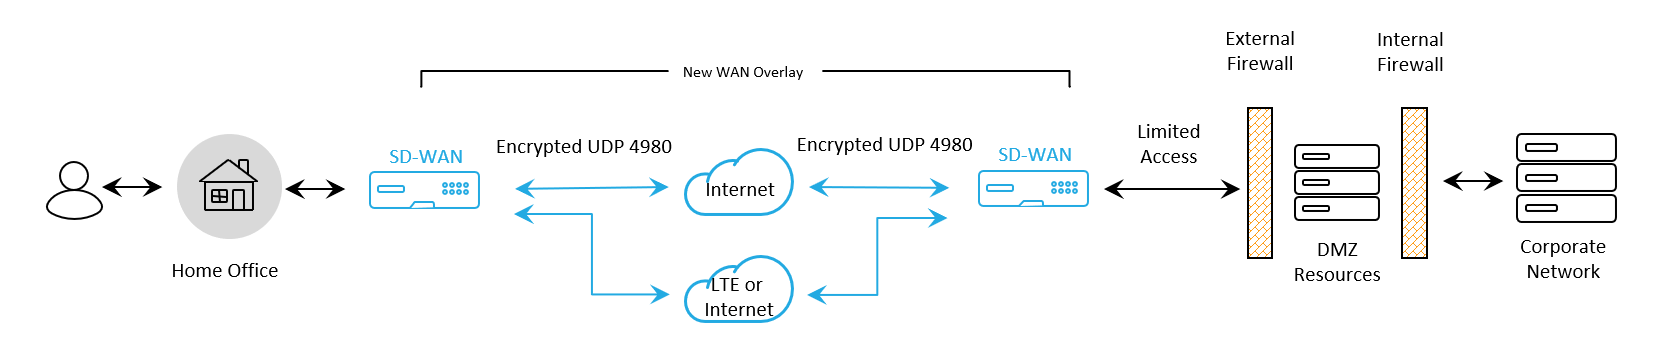 External
Firewall
Internal
Firewall
New WAN Overlay
Limited
Access
Encrypted UDP 4980
Encrypted UDP 4980
SD-WAN
SD-WAN
Internet
DMZ
Resources
Corporate
Network
Home Office
LTE or
Internet